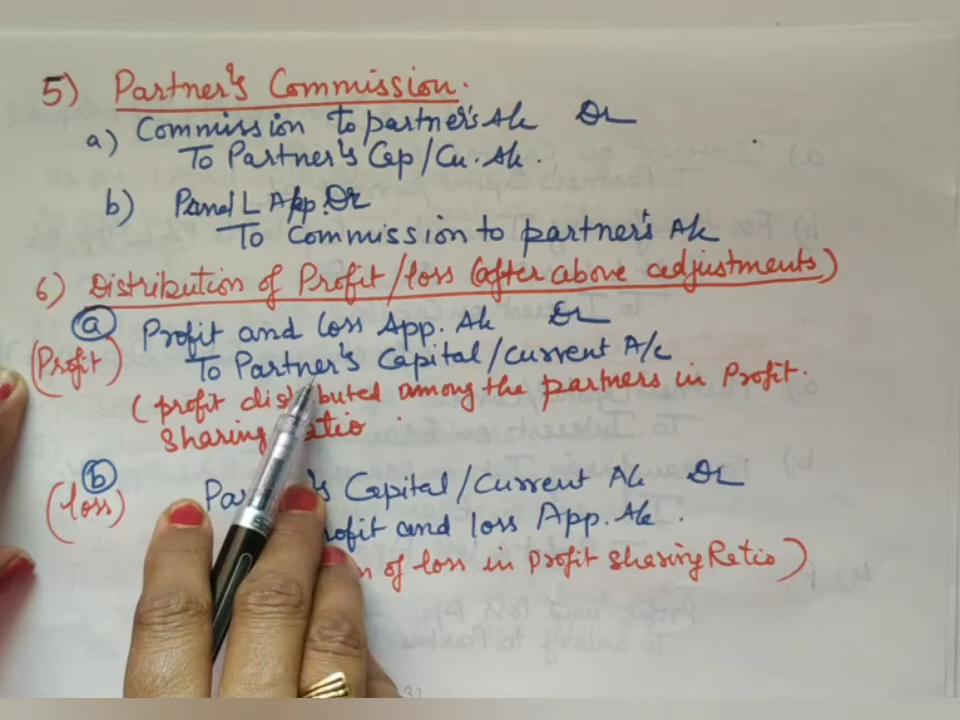 5) Partner's Commission.
a) Commission to partner's A/c Dr
To Partner's Cap/Cu. A/c.
b) P and L App. Dr
To Commission to partner's A/c
6) Distribution of Profit/loss (after above adjustments)
(a) Profit and loss App. A/c Dr
(Profit) To Partner's Capital/current A/c
(profit distributed among the partners in Profit.
Sharing ratio
(b) Capital/Current A/c Dr
(loss) and loss App. A/c.
of loss in Profit Sharing Ratio)